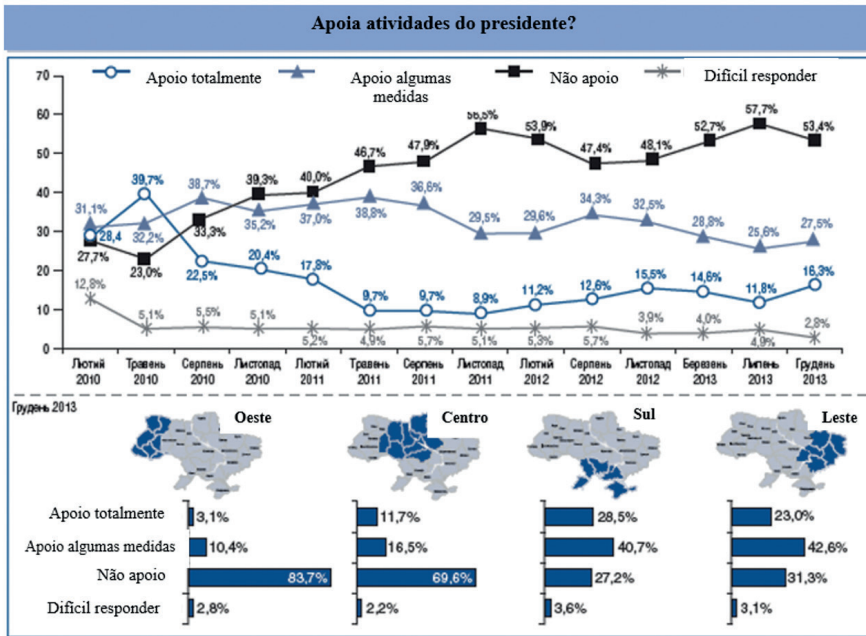 Apoia atividades do presidente?
Apoio totalmente
Apoio algumas medidas
Não apoio
Difícil responder
70
60
50
40
30
20
10
0
31,1% 32,2% 38,7% 35,2% 37,0% 38,8% 36,6% 29,5% 29,6% 34,3% 32,5% 28,8% 25,6% 27,5%
28,4 39,7% 22,5% 20,4% 17,8% 9,7% 9,7% 8,9% 11,2% 12,6% 15,5% 14,6% 11,8% 16,3%
27,7% 23,0% 33,3% 39,3% 40,0% 46,7% 47,9% 56,5% 53,9% 47,4% 48,1% 52,7% 57,7% 53,4%
12,8% 5,1% 5,5% 5,1% 5,2% 4,9% 5,7% 5,1% 5,3% 5,7% 3,9% 4,0% 4,9% 2,8%
Лютий 2010
Травень 2010
Серпень 2010
Листопад 2010
Лютий 2011
Травень 2011
Серпень 2011
Листопад 2011
Лютий 2012
Серпень 2012
Листопад 2012
Березень 2013
Липень 2013
Грудень 2013
Грудень 2013
Oeste Centro Sul Leste
Apoio totalmente 3,1% 11,7% 28,5% 23,0%
Apoio algumas medidas 10,4% 16,5% 40,7% 42,6%
Não apoio 83,7% 69,6% 27,2% 31,3%
Difícil responder 2,8% 2,2% 3,6% 3,1%